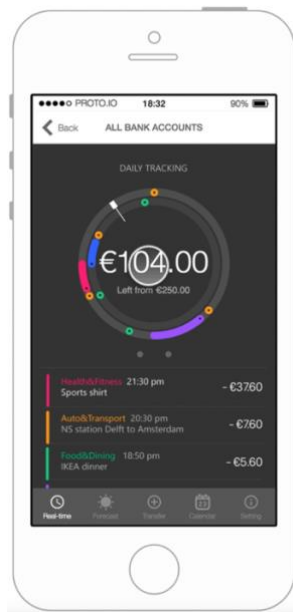 PROTO.IO 18:32 90%
Back ALL BANK ACCOUNTS
DAILY TRACKING
€104.00
Left from €250.00
Health&Fitness 21:30 pm
Sports shirt
- €37.60
Auto&Transport 20:30 pm
NS station Delft to Amsterdam
- €7.60
Food&Dining 18:50 pm
IKEA dinner
- €5.60
Real-time Forecast Transfer Calendar Setting